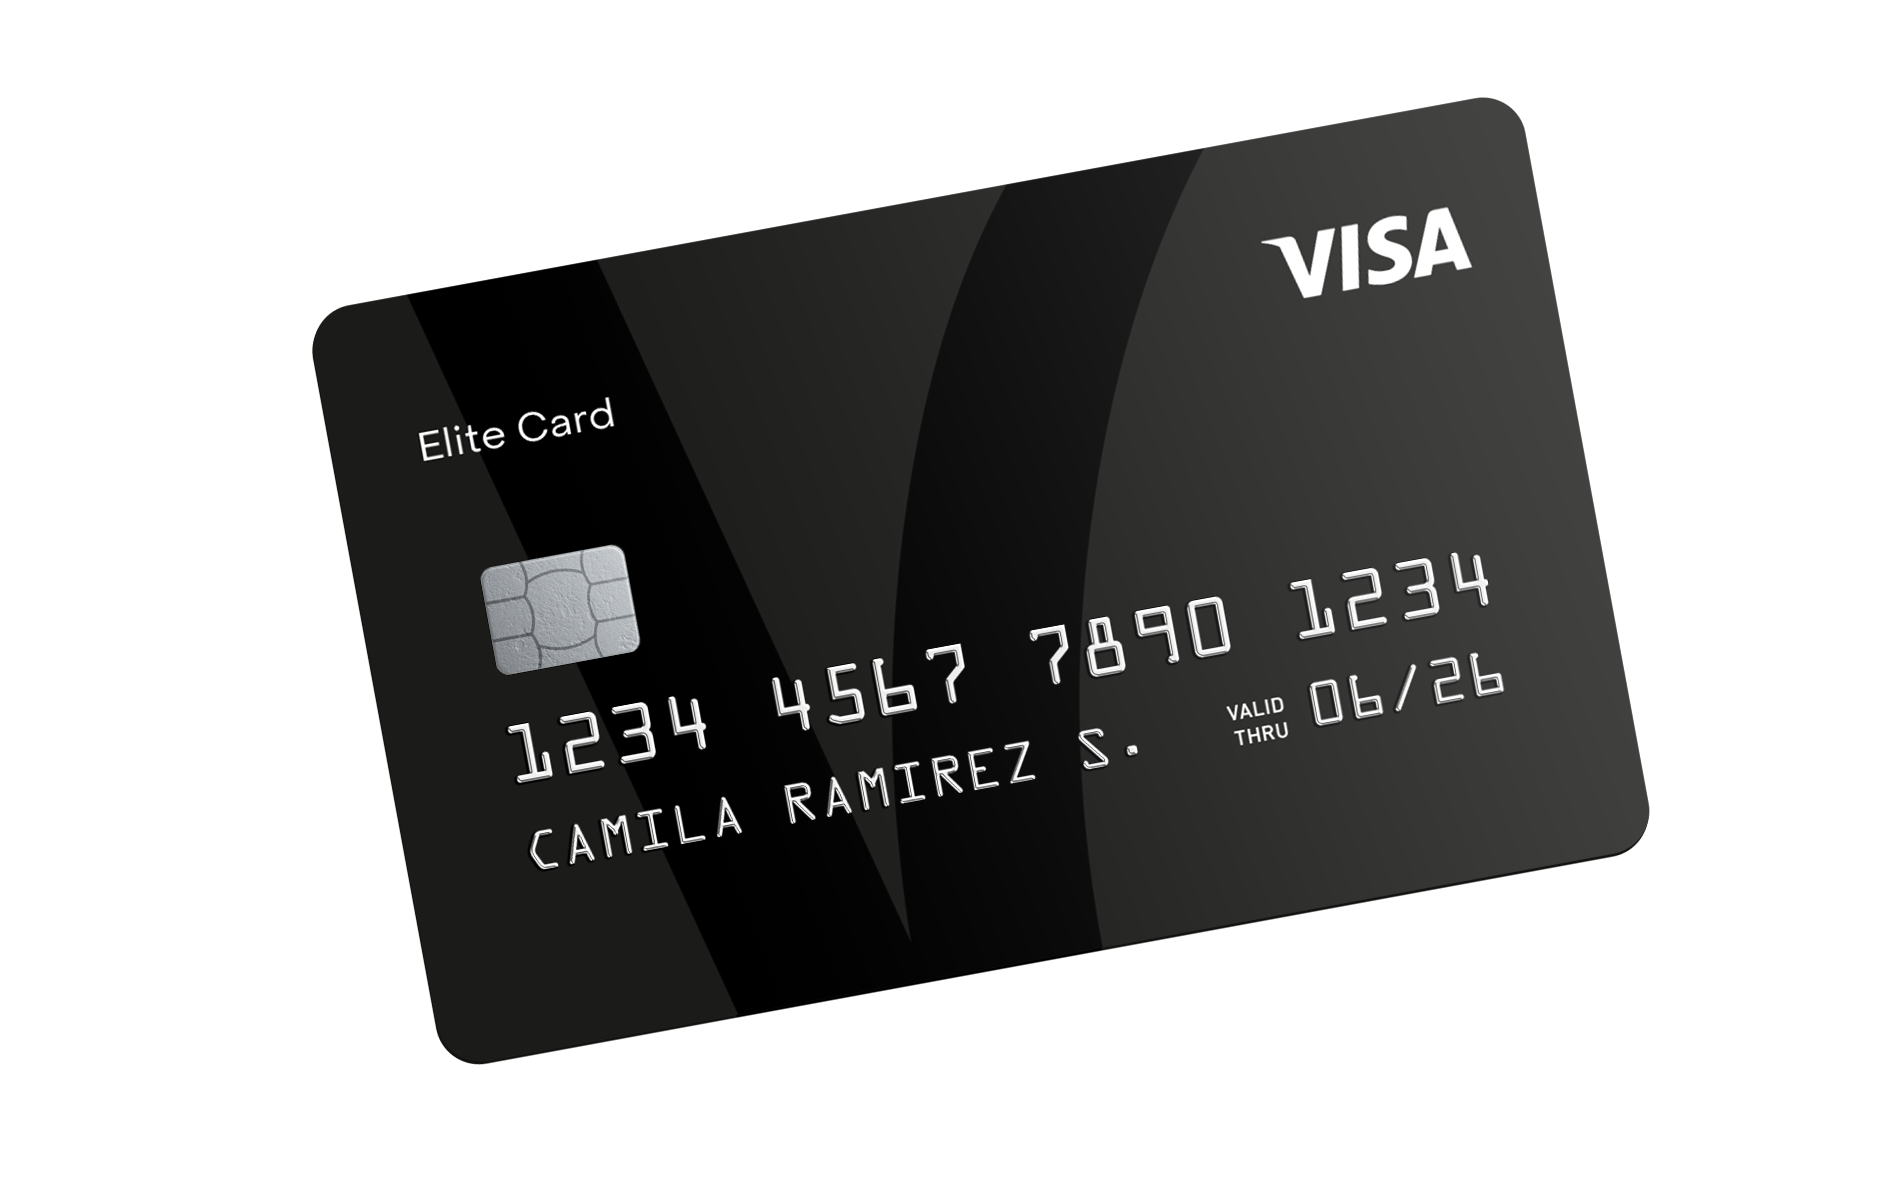 VISA
Elite Card
1234 4567 7890 1234
VALID THRU 06/26
CAMILA RAMIREZ S.